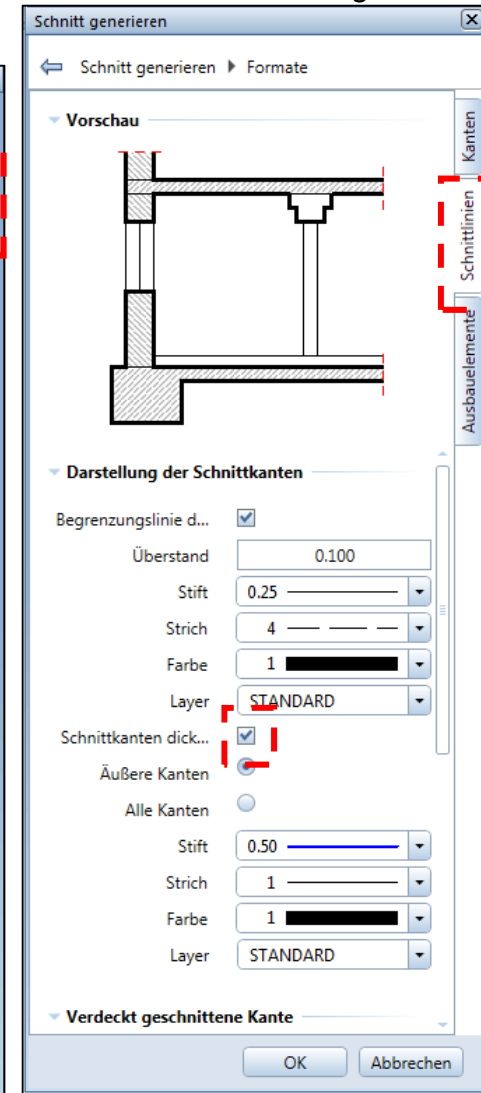 Schnitt generieren
Schnitt generieren Formate
Vorschau
Kanten
Schnittlinien
Ausbauelemente
Darstellung der Schnittkanten
Begrenzungslinie d...
Überstand 0.100
Stift 0.25
Strich 4
Farbe 1
Layer STANDARD
Schnittkanten dick...
Äußere Kanten
Alle Kanten
Stift 0.50
Strich 1
Farbe 1
Layer STANDARD
Verdeckt geschnittene Kante
OK Abbrechen